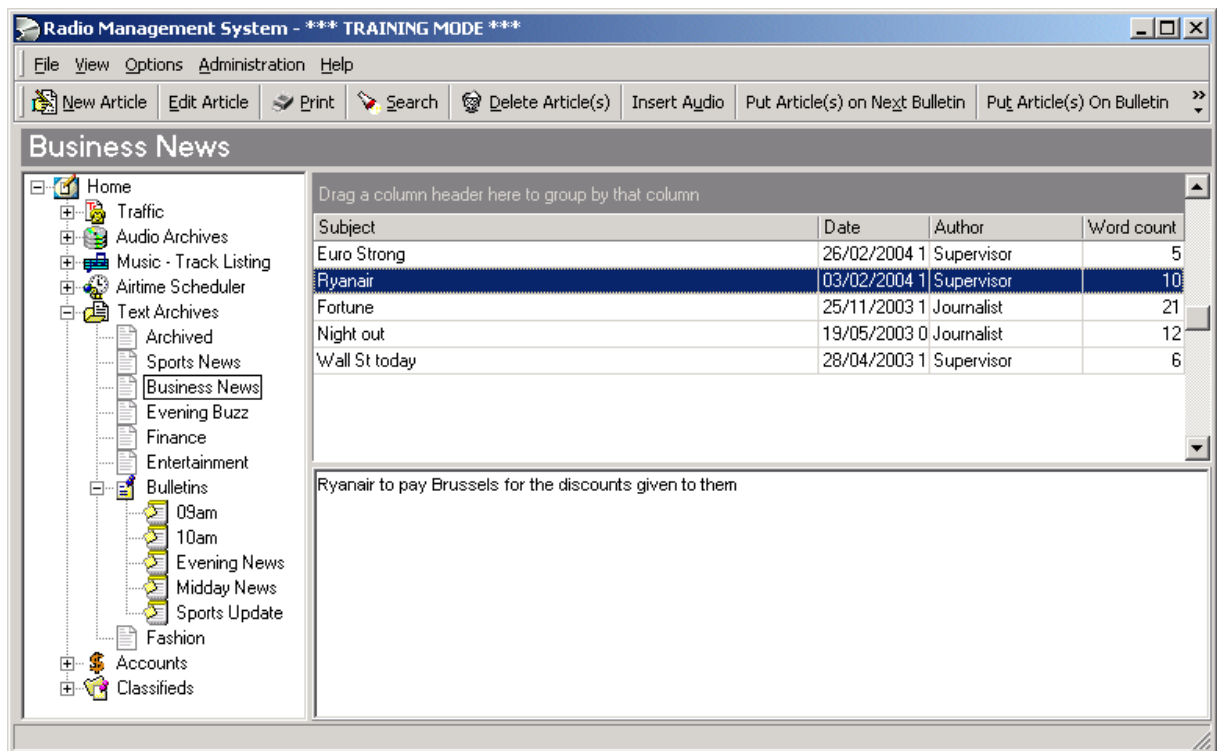 Radio Management System - *** TRAINING MODE ***
File View Options Administration Help
New Article Edit Article Print Search Delete Article(s) Insert Audio Put Article(s) on Next Bulletin Put Article(s) On Bulletin
Business News
Home
Traffic
Audio Archives
Music - Track Listing
Airtime Scheduler
Text Archives
Archived
Sports News
Business News
Evening Buzz
Finance
Entertainment
Bulletins
09am
10am
Evening News
Midday News
Sports Update
Fashion
Accounts
Classifieds
Drag a column header here to group by that column
Subject Date Author Word count
Euro Strong 26/02/2004 1 Supervisor 5
Ryanair 03/02/2004 1 Supervisor 10
Fortune 25/11/2003 1 Journalist 21
Night out 19/05/2003 0 Journalist 12
Wall St today 28/04/2003 1 Supervisor 6
Ryanair to pay Brussels for the discounts given to them